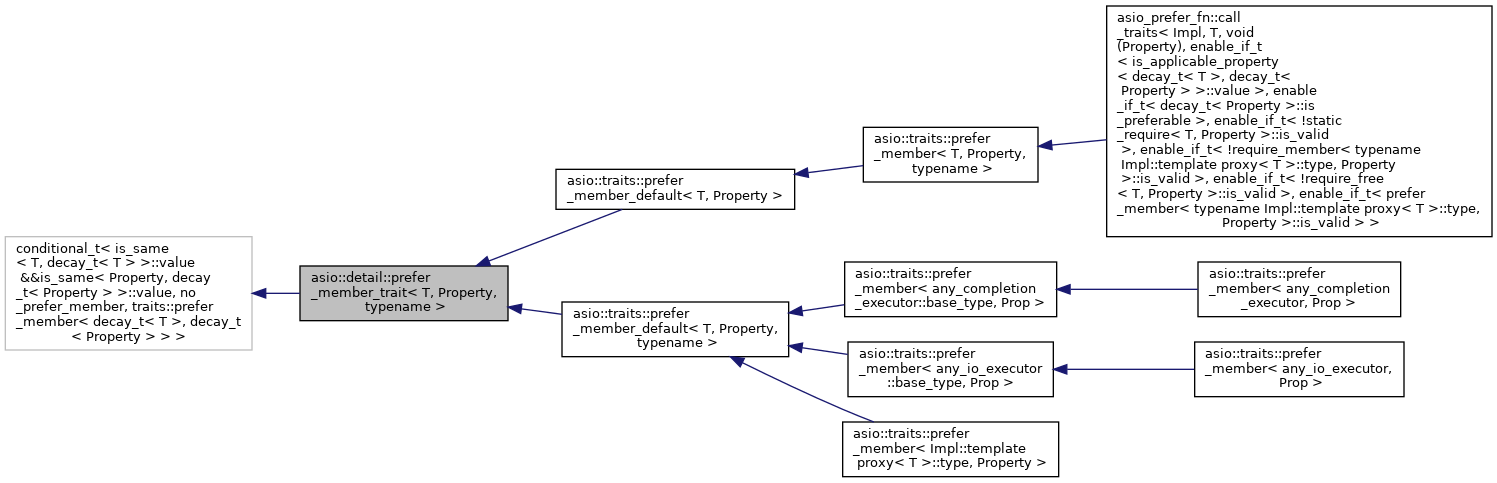 conditional_t< is_same
< T, decay_t< T > >::value
&&is_same< Property, decay
_t< Property > >::value, no
_prefer_member, traits::prefer
_member< decay_t< T >, decay_t
< Property > > >
asio::detail::prefer
_member_trait< T, Property,
typename >
asio::traits::prefer
_member_default< T, Property >
asio::traits::prefer
_member< T, Property,
typename >
asio_prefer_fn::call
_traits< Impl, T, void
(Property), enable_if_t
< is_applicable_property
< decay_t< T >, decay_t<
Property > >::value >, enable
_if_t< decay_t< Property >::is
_preferable >, enable_if_t< !static
_require< T, Property >::is_valid
>, enable_if_t< !require_member< typename
Impl::template proxy< T >::type, Property
>::is_valid >, enable_if_t< !require_free
< T, Property >::is_valid >, enable_if_t< prefer
_member< typename Impl::template proxy< T >::type,
Property >::is_valid > >
asio::traits::prefer
_member_default< T, Property,
typename >
asio::traits::prefer
_member< any_completion
_executor::base_type, Prop >
asio::traits::prefer
_member< any_completion
_executor, Prop >
asio::traits::prefer
_member< any_io_executor
::base_type, Prop >
asio::traits::prefer
_member< any_io_executor,
Prop >
asio::traits::prefer
_member< Impl::template
proxy< T >::type, Property >